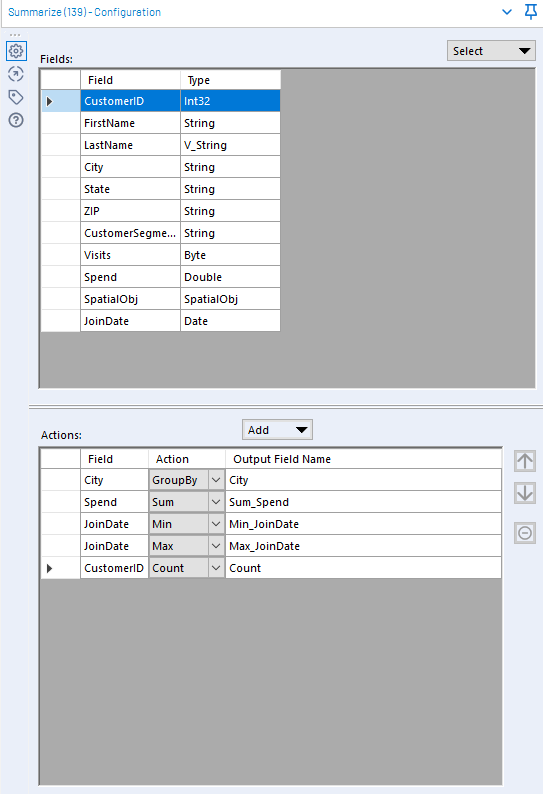 Summarize (139) - Configuration
Select
Fields:
Field Type
CustomerID Int32
FirstName String
LastName V_String
City String
State String
ZIP String
CustomerSegme... String
Visits Byte
Spend Double
SpatialObj SpatialObj
JoinDate Date
Add
Actions:
Field Action Output Field Name
City GroupBy City
Spend Sum Sum_Spend
JoinDate Min Min_JoinDate
JoinDate Max Max_JoinDate
CustomerID Count Count